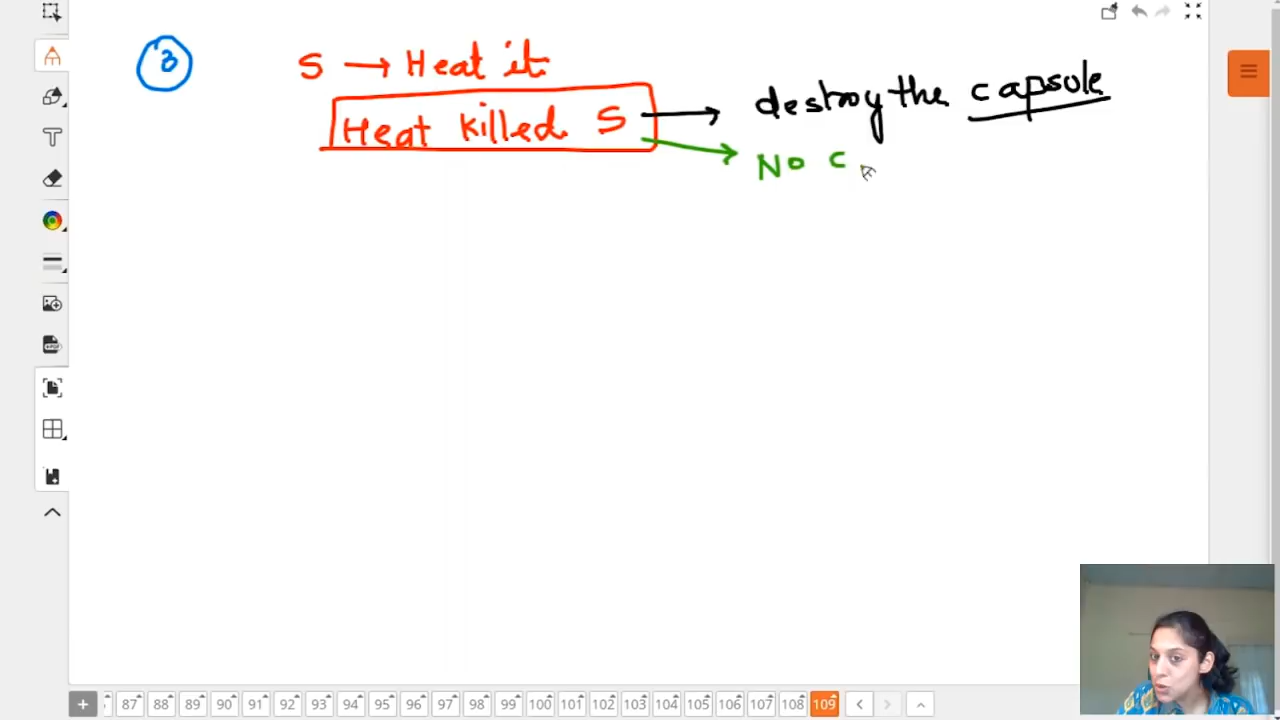 3
S → Heat it
Heat killed S → destroy the capsole
→ No c
87 88 89 90 91 92 93 94 95 96 97 98 99 100 101 102 103 104 105 106 107 108 109